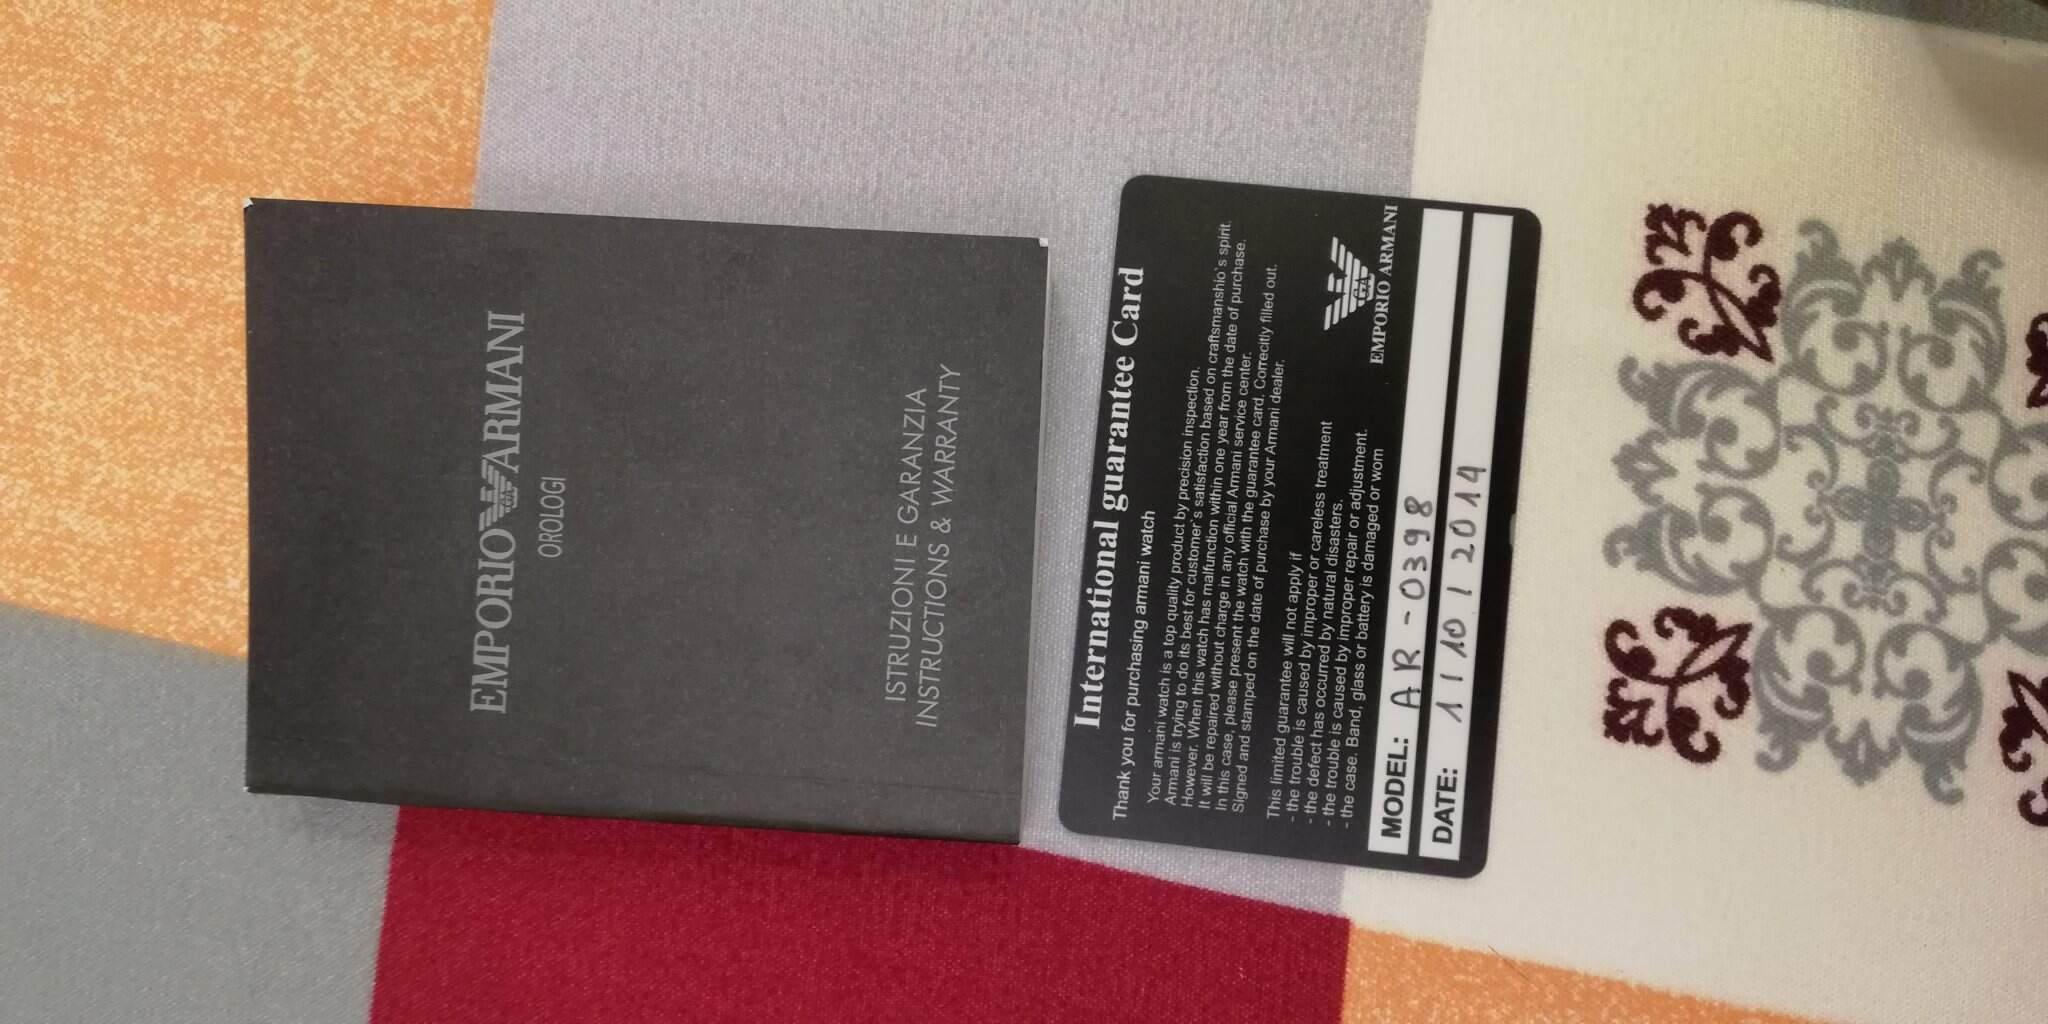 EMPORIO ARMANI
OROLOGI
ISTRUZIONI E GARANZIA
INSTRUCTIONS & WARRANTY
International guarantee Card
Thank you for purchasing armani watch
Your armani watch is a top quality product by precision inspection.
Armani is trying to do its best for customer's satisfaction based on craftsmanshio's spirit.
However. When this watch has malfunction within one year from the date of purchase.
It will be repaired without charge in any official Armani service center.
In this case, please present the watch with the guarantee card. Correcitly filled out.
Signed and stamped on the date of purchase by your Armani dealer.
This limited guarantee will not apply if
- the trouble is caused by improper or careless treatment
- the defect has occurred by natural disasters.
- the trouble is caused by improper repair or adjustment.
- the case. Band, glass or battery is damaged or wom
GA
EMPORIO ARMANI
MODEL: AR-0398
DATE: 11/10/2014